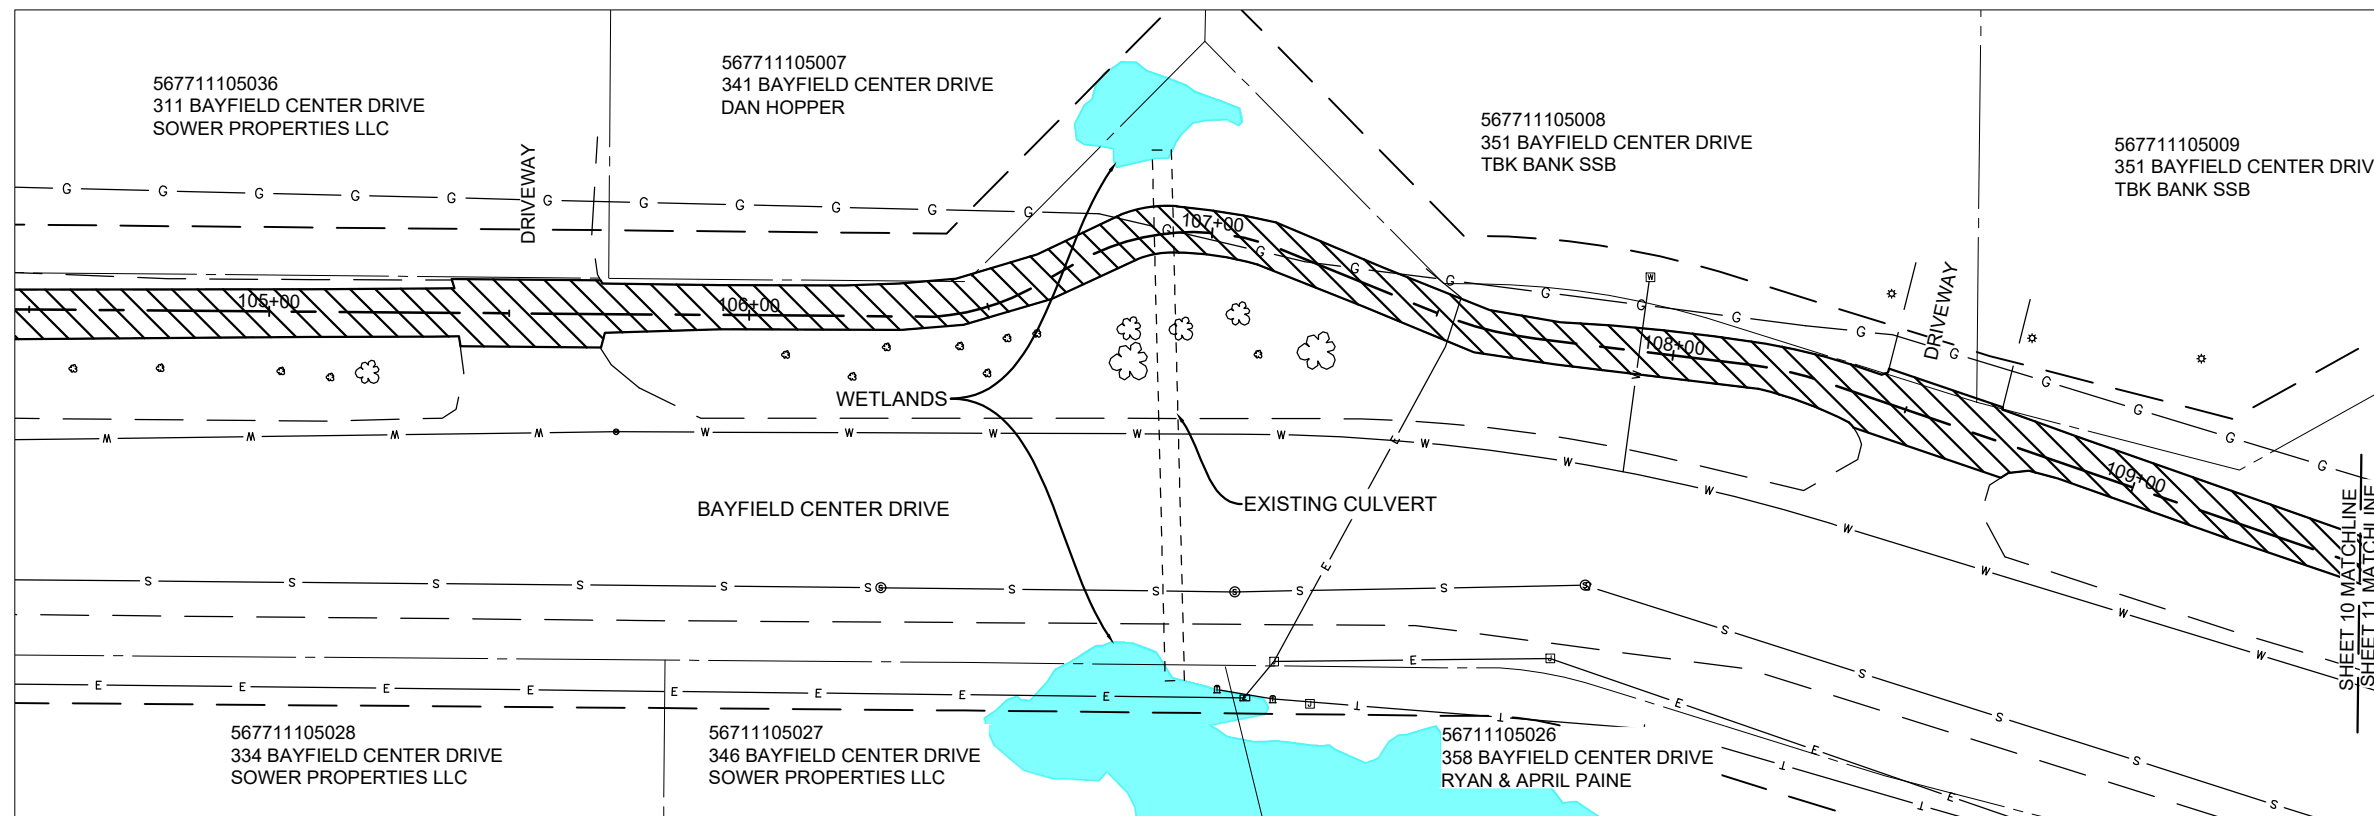 567711105036
311 BAYFIELD CENTER DRIVE
SOWER PROPERTIES LLC
567711105007
341 BAYFIELD CENTER DRIVE
DAN HOPPER
567711105008
351 BAYFIELD CENTER DRIVE
TBK BANK SSB
567711105009
351 BAYFIELD CENTER DRIV
TBK BANK SSB
DRIVEWAY
DRIVEWAY
G G G G G G G G G G G G G G G G G G G G G G G G G
105+00
106+00
107+00
108+00
109+00
W
W
WETLANDS
W W W W W W W W W W W W W W W W
EXISTING CULVERT
BAYFIELD CENTER DRIVE
E
E
SHEET 10 MATCHLINE
SHEET 11 MATCHLINE
S S S S S S S S S S S S S S S S
S S S
E E E E E E E E E E E E
J J J
T T T T
567711105028
334 BAYFIELD CENTER DRIVE
SOWER PROPERTIES LLC
56711105027
346 BAYFIELD CENTER DRIVE
SOWER PROPERTIES LLC
56711105026
358 BAYFIELD CENTER DRIVE
RYAN & APRIL PAINE